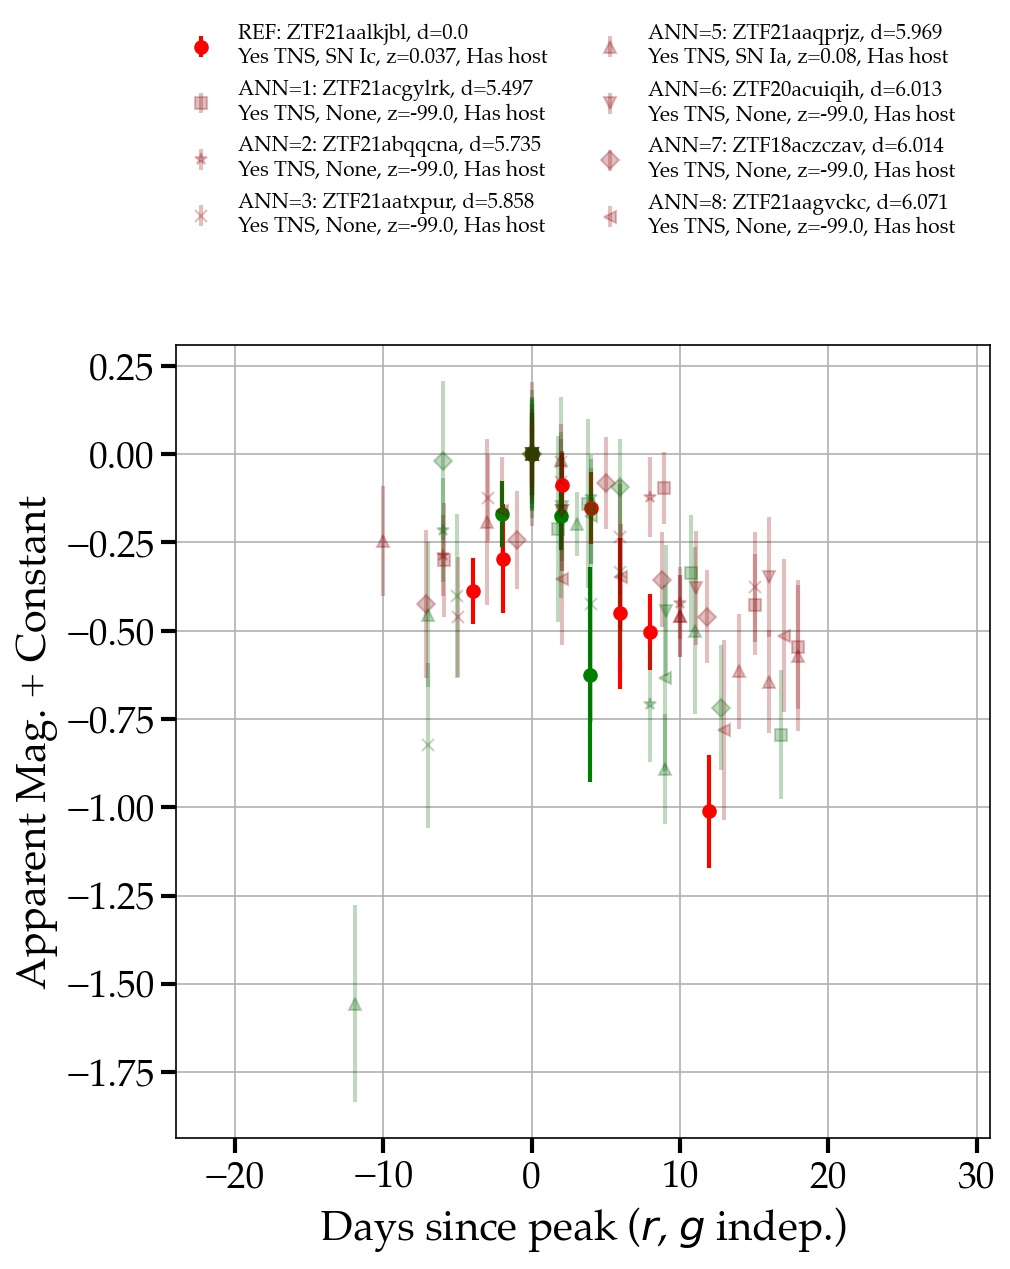 REF: ZTF21aalkjbl, d=0.0
Yes TNS, SN Ic, z=0.037, Has host
ANN=1: ZTF21acgylrk, d=5.497
Yes TNS, None, z=-99.0, Has host
ANN=2: ZTF21abqqcna, d=5.735
Yes TNS, None, z=-99.0, Has host
ANN=3: ZTF21aatxpur, d=5.858
Yes TNS, None, z=-99.0, Has host
ANN=5: ZTF21aaqprjz, d=5.969
Yes TNS, SN Ia, z=0.08, Has host
ANN=6: ZTF20acuiqih, d=6.013
Yes TNS, None, z=-99.0, Has host
ANN=7: ZTF18aczczav, d=6.014
Yes TNS, None, z=-99.0, Has host
ANN=8: ZTF21aagvckc, d=6.071
Yes TNS, None, z=-99.0, Has host
Apparent Mag. + Constant
0.25
0.00
−0.25
−0.50
−0.75
−1.00
−1.25
−1.50
−1.75
−20 −10 0 10 20 30
Days since peak (r, g indep.)